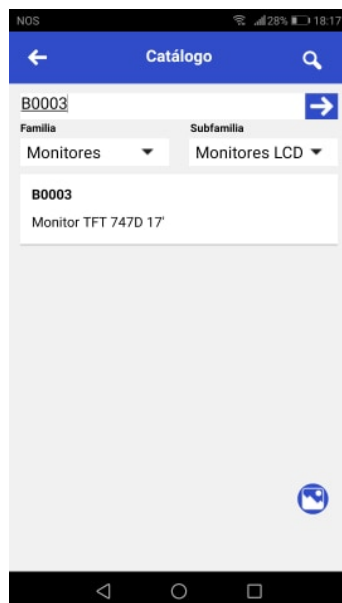 NOS 28% 18:17
Catálogo
B0003
Familia Subfamilia
Monitores Monitores LCD
B0003
Monitor TFT 747D 17'